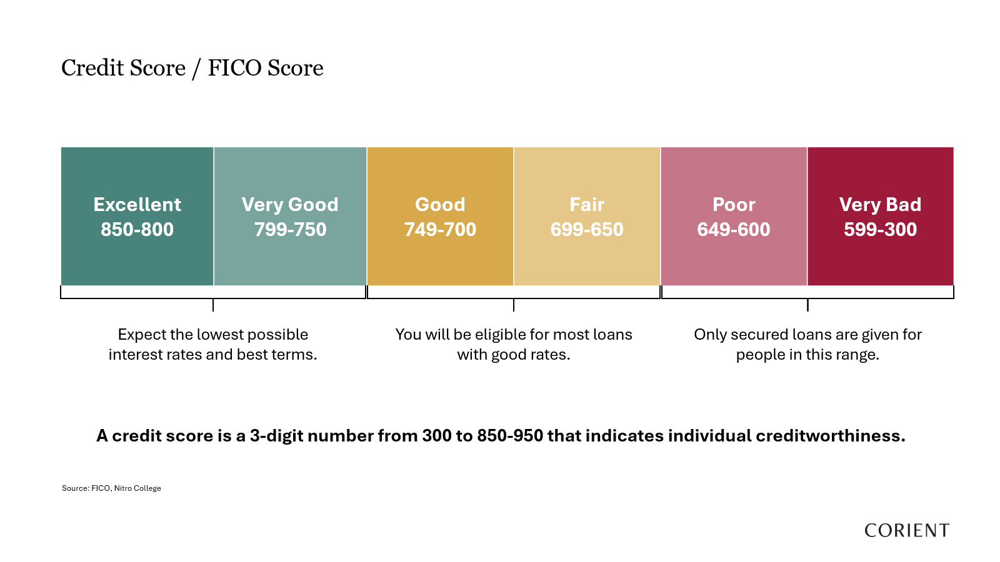 Credit Score / FICO Score
Excellent
850-800
Very Good
799-750
Good
749-700
Fair
699-650
Poor
649-600
Very Bad
599-300
Expect the lowest possible
interest rates and best terms.
You will be eligible for most loans
with good rates.
Only secured loans are given for
people in this range.
A credit score is a 3-digit number from 300 to 850-950 that indicates individual creditworthiness.
Source: FICO, Nitro College
CORIENT